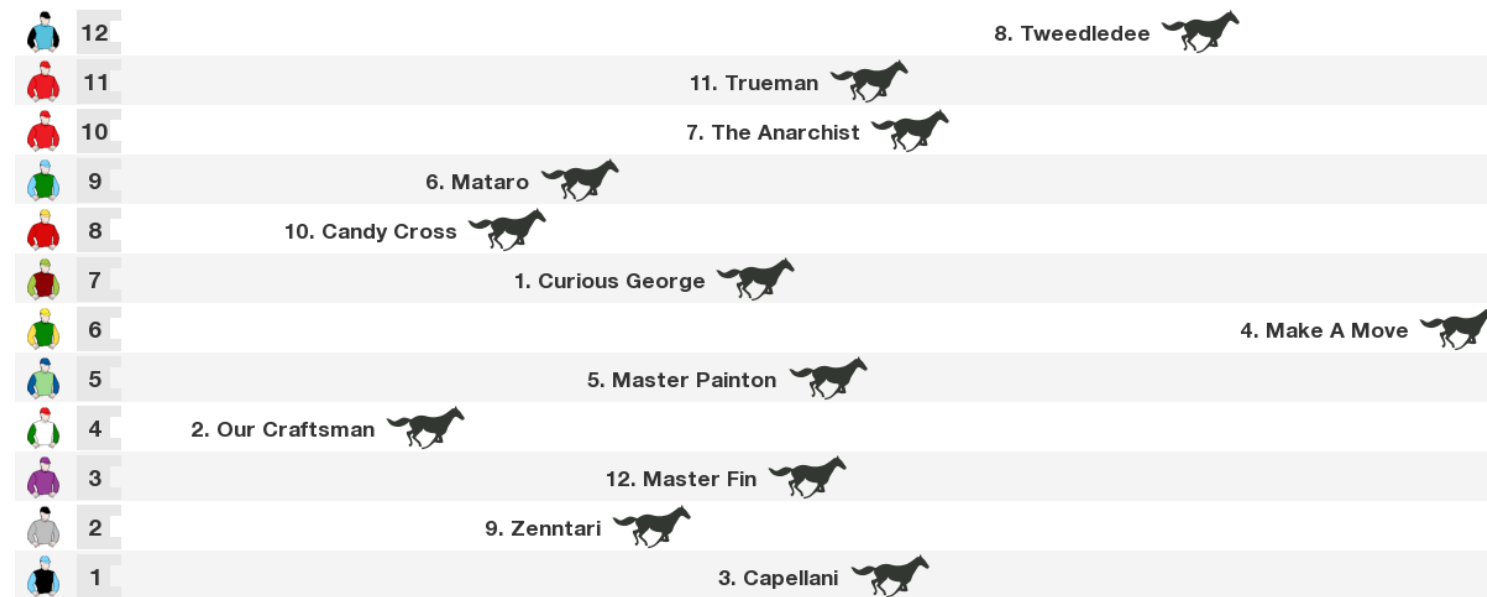 12 8. Tweedledee
11 11. Trueman
10 7. The Anarchist
9 6. Mataro
8 10. Candy Cross
7 1. Curious George
6 4. Make A Move
5 5. Master Painton
4 2. Our Craftsman
3 12. Master Fin
2 9. Zenntari
1 3. Capellani